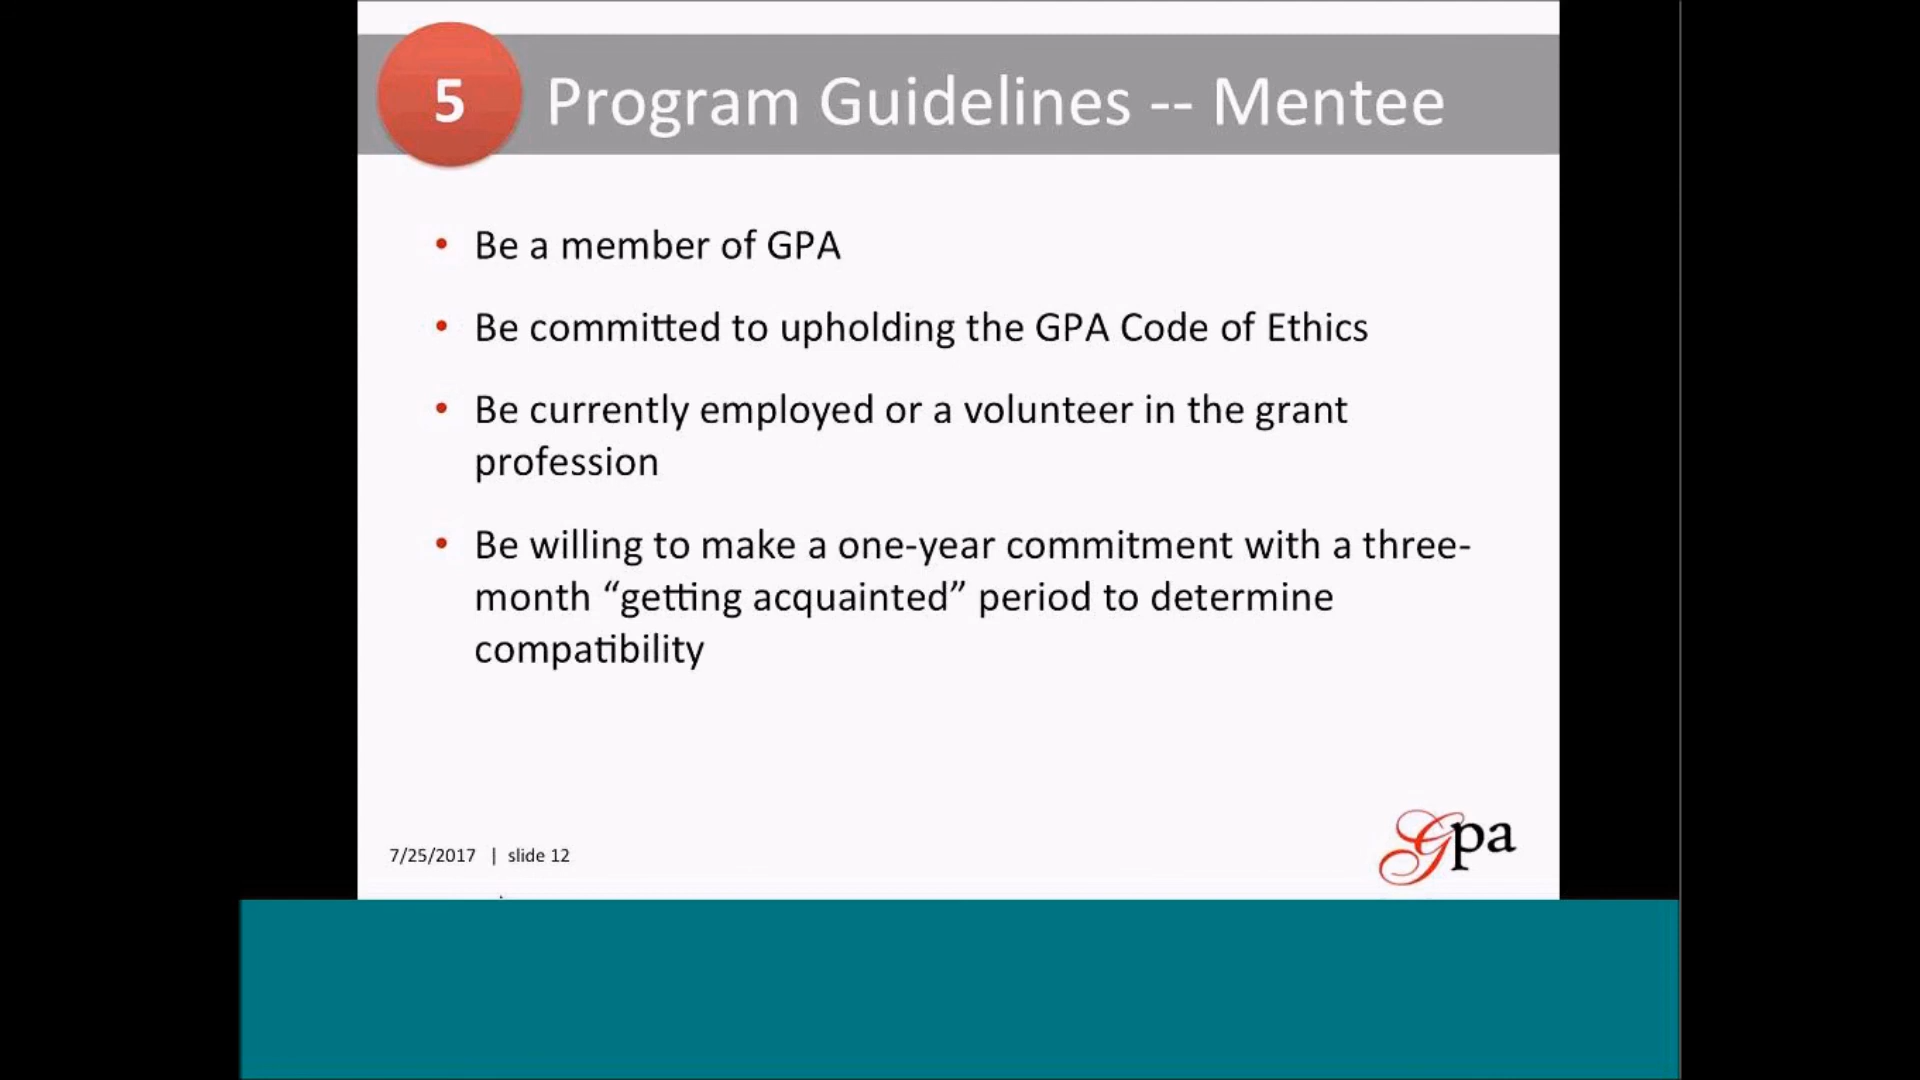 5
Program Guidelines -- Mentee
• Be a member of GPA
• Be committed to upholding the GPA Code of Ethics
• Be currently employed or a volunteer in the grant
profession
• Be willing to make a one-year commitment with a three-
month “getting acquainted” period to determine
compatibility
7/25/2017 | slide 12
Gpa